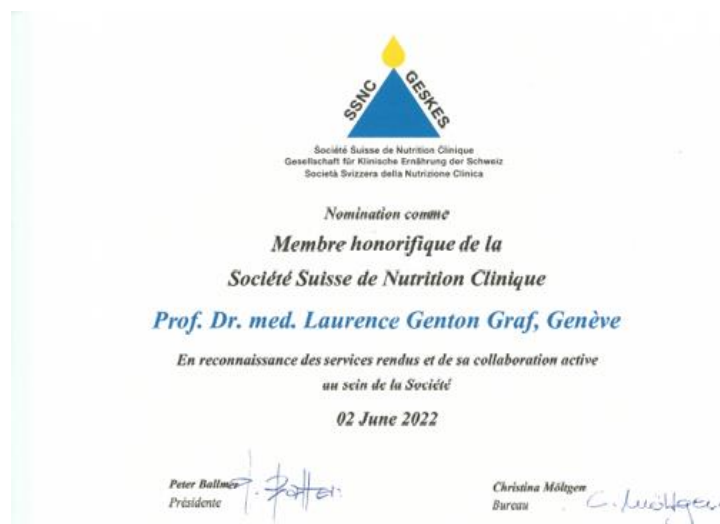 SSNC GESKES
Société Suisse de Nutrition Clinique
Gesellschaft für Klinische Ernährung der Schweiz
Società Svizzera della Nutrizione Clinica
Nomination comme
Membre honorifique de la
Société Suisse de Nutrition Clinique
Prof. Dr. med. Laurence Genton Graf, Genève
En reconnaissance des services rendus et de sa collaboration active
au sein de la Société
02 June 2022
Peter Ballmer
Présidente
Christina Möltgen
Bureau
C. Möltgen